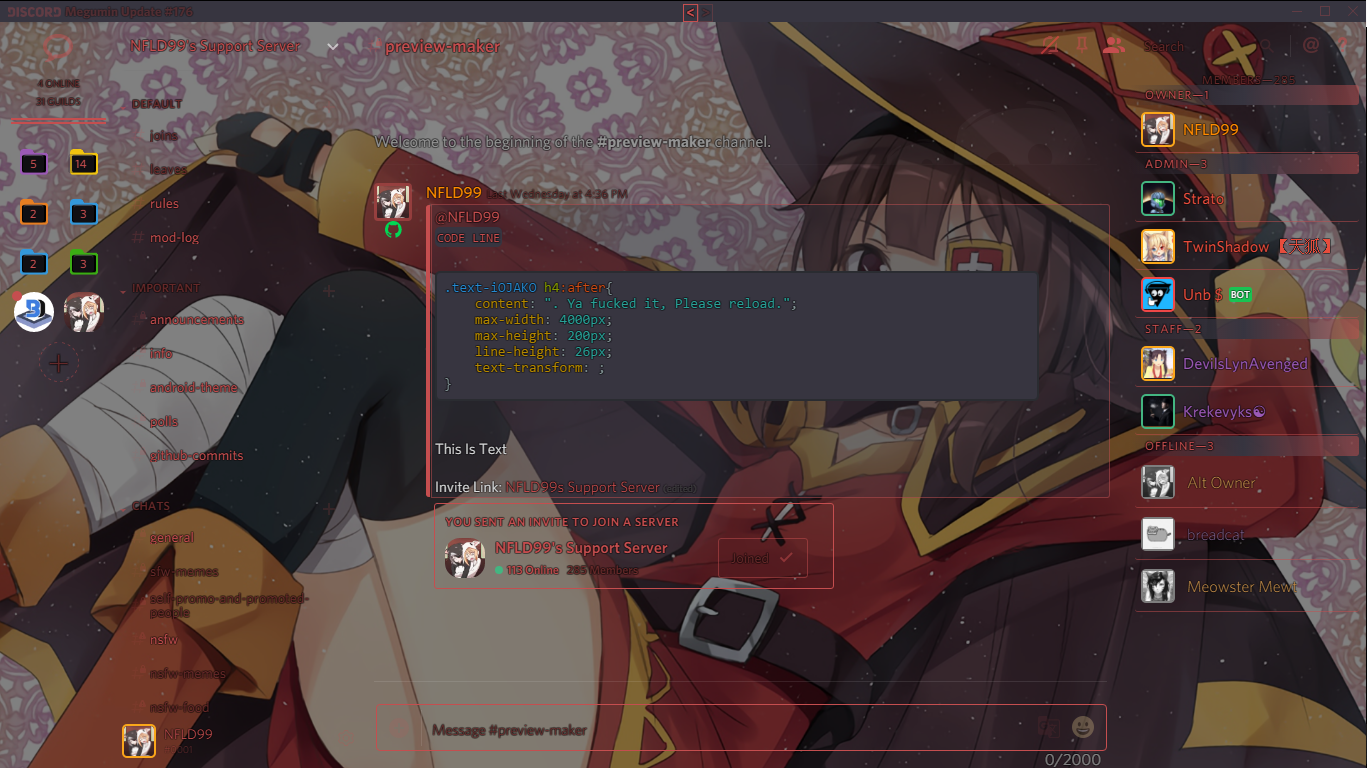 DISCORD Megumin Update #176
< >
NFLD99's Support Server
preview-maker
Search
4 ONLINE
31 GUILDS
5
14
2
3
2
3
DEFAULT
joins
leaves
rules
mod-log
IMPORTANT
announcements
info
android-theme
polls
github-commits
CHATS
general
sfw-memes
self-promo-and-promoted-
people
nsfw
nsfw-memes
nsfw-food
NFLD99
Welcome to the beginning of the #preview-maker channel.
NFLD99 Last Wednesday at 4:36 PM
@NFLD99
CODE LINE
.text-iOJAKO h4:after{
content: ". Ya fucked it, Please reload.";
max-width: 4000px;
max-height: 200px;
line-height: 26px;
text-transform: ;
}
This Is Text
Invite Link: NFLD99s Support Server (edited)
YOU SENT AN INVITE TO JOIN A SERVER
NFLD99's Support Server
113 Online 285 Members
Joined
Message #preview-maker
0/2000
OWNER—1
NFLD99
ADMIN—3
Strato
TwinShadow 【天狐】
Unb $ BOT
STAFF—2
DevilsLynAvenged
Krekevyks☯
OFFLINE—3
Alt Owner
breadcat
Meowster Mewt